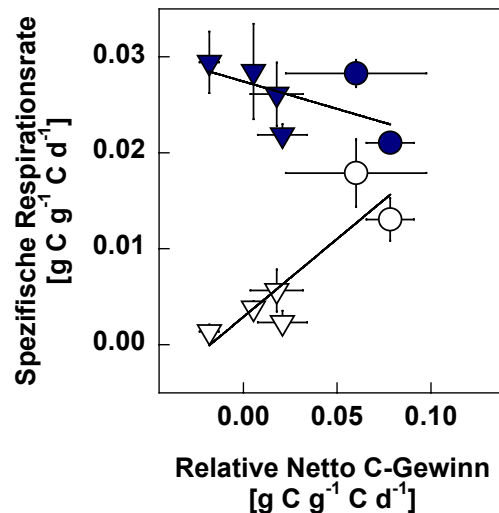 Spezifische Respirationsrate
[g C g⁻¹ C d⁻¹]
0.03
0.02
0.01
0.00
0.00 0.05 0.10
Relative Netto C-Gewinn
[g C g⁻¹ C d⁻¹]